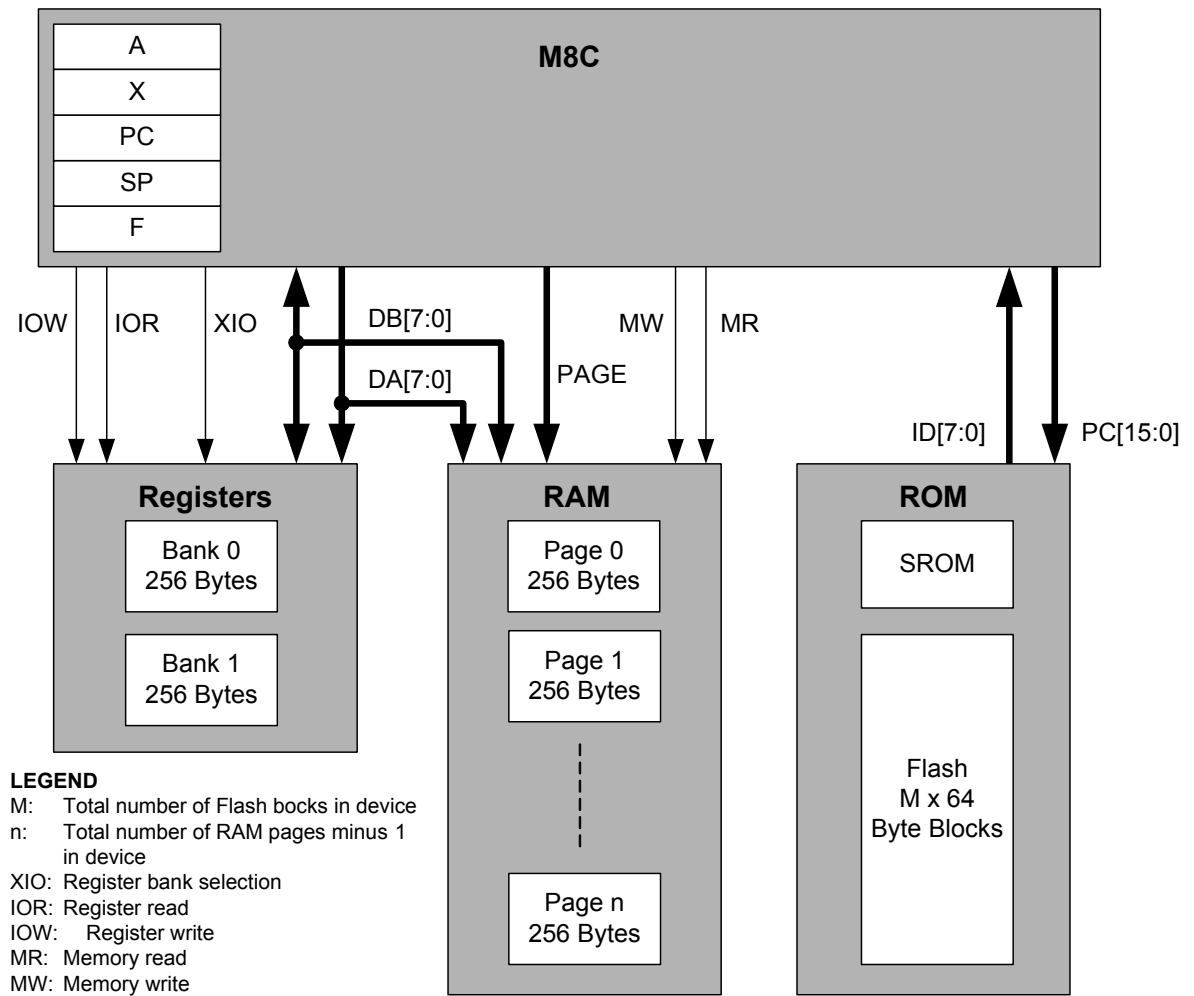 M8C
A
X
PC
SP
F
IOW
IOR
XIO
DB[7:0]
DA[7:0]
PAGE
MW
MR
ID[7:0]
PC[15:0]
Registers
Bank 0
256 Bytes
Bank 1
256 Bytes
RAM
Page 0
256 Bytes
Page 1
256 Bytes
Page n
256 Bytes
ROM
SROM
Flash
M x 64
Byte Blocks
LEGEND
M: Total number of Flash bocks in device
n: Total number of RAM pages minus 1
in device
XIO: Register bank selection
IOR: Register read
IOW: Register write
MR: Memory read
MW: Memory write